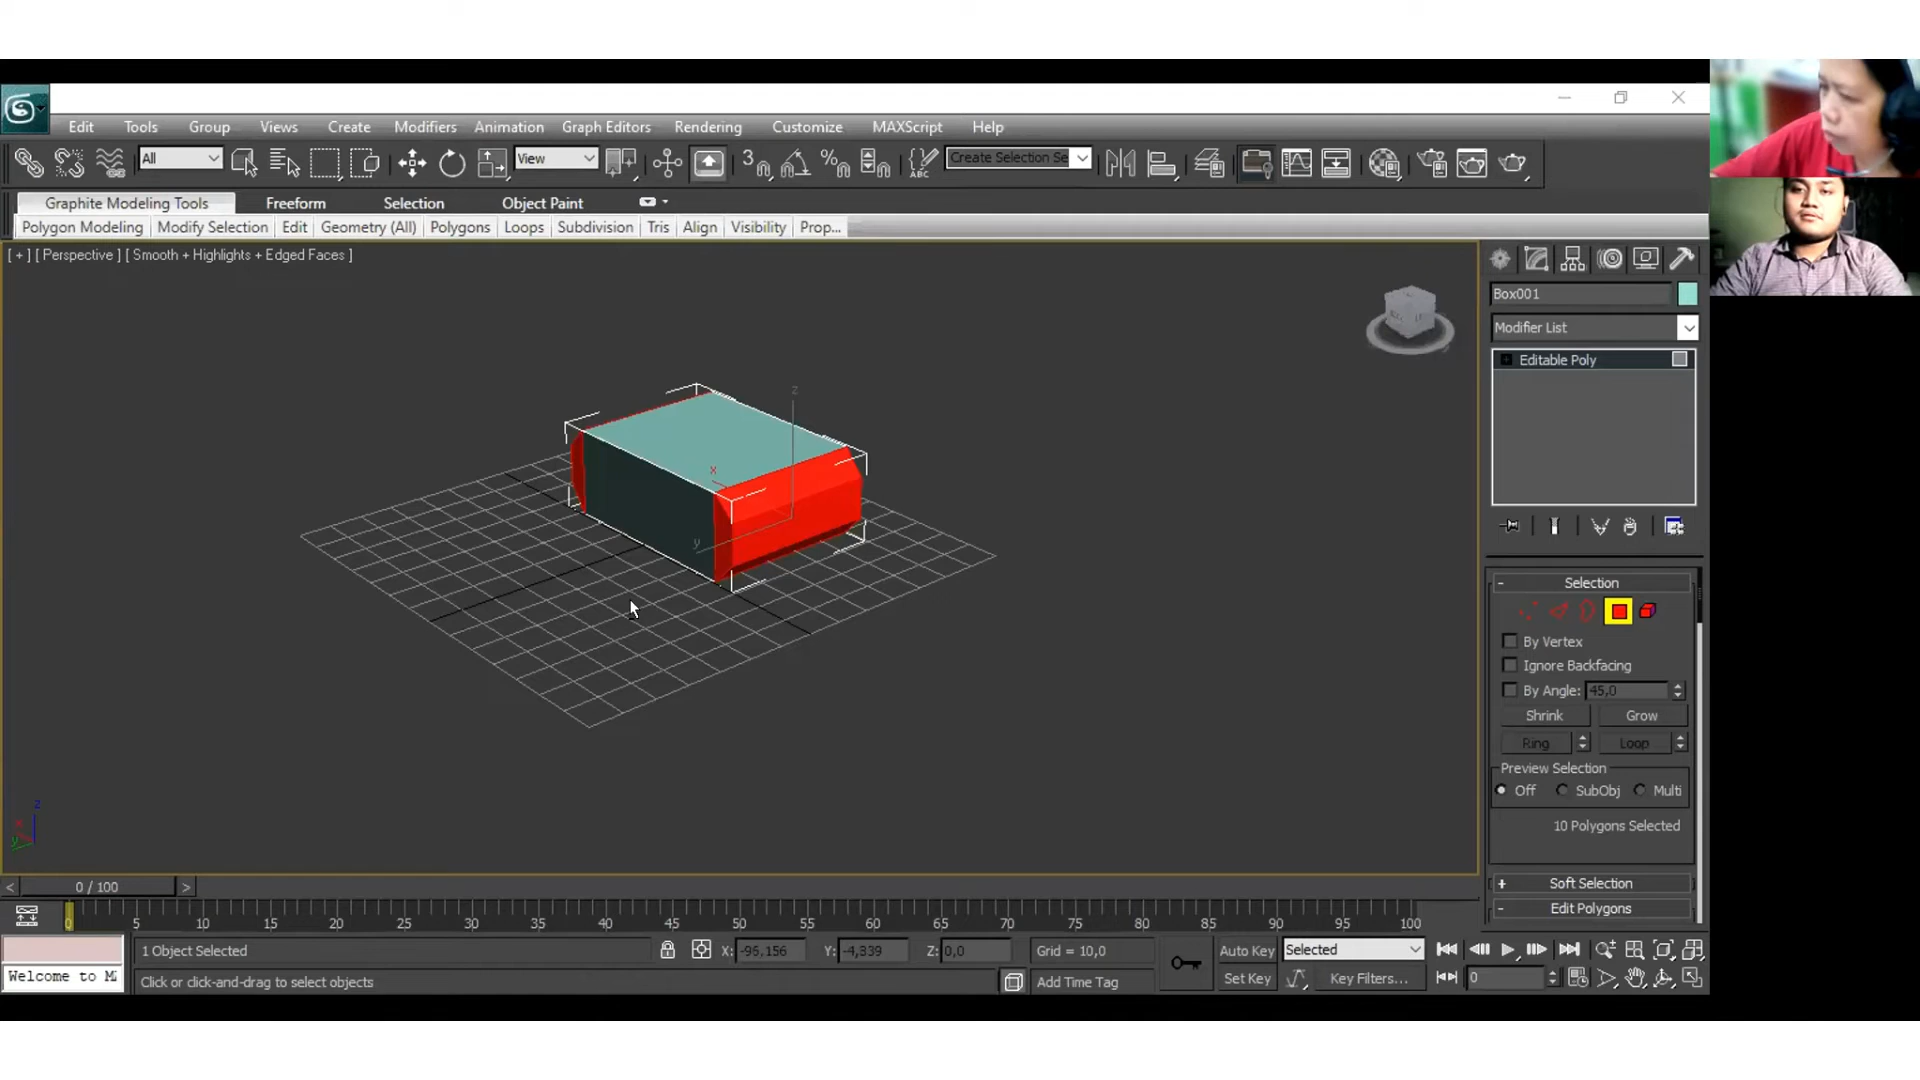 Edit Tools Group Views Create Modifiers Animation Graph Editors Rendering Customize MAXScript Help
All View 3 % ABC Create Selection Se
Graphite Modeling Tools Freeform Selection Object Paint
Polygon Modeling Modify Selection Edit Geometry (All) Polygons Loops Subdivision Tris Align Visibility Prop...
[ + ] [ Perspective ] [ Smooth + Highlights + Edged Faces ]
Box001
Modifier List
Editable Poly
z
x
y
Selection
By Vertex
Ignore Backfacing
By Angle: 45,0
Shrink Grow
Ring Loop
Preview Selection
Off SubObj Multi
10 Polygons Selected
Soft Selection
Edit Polygons
z
x
y
< 0 / 100 >
0 5 10 15 20 25 30 35 40 45 50 55 60 65 70 75 80 85 90 95 100
1 Object Selected X: -96,156 Y: -4,339 Z: 0,0 Grid = 10,0 Auto Key Selected
Welcome to M Click or click-and-drag to select objects Add Time Tag Set Key Key Filters... 0